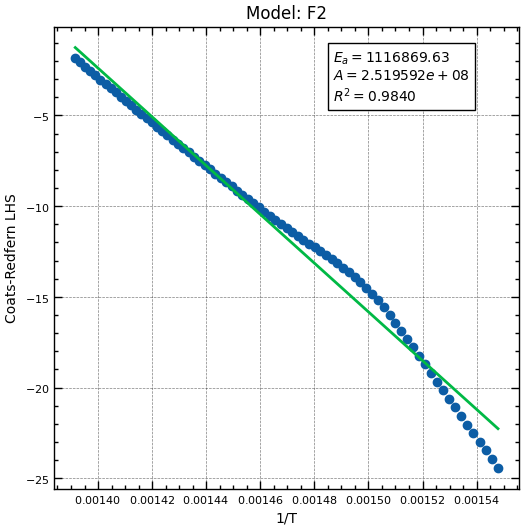 Model: F2
E_a = 1116869.63
A = 2.519592e + 08
R² = 0.9840
Coats-Redfern LHS
−5
−10
−15
−20
−25
0.00140 0.00142 0.00144 0.00146 0.00148 0.00150 0.00152 0.00154
1/T